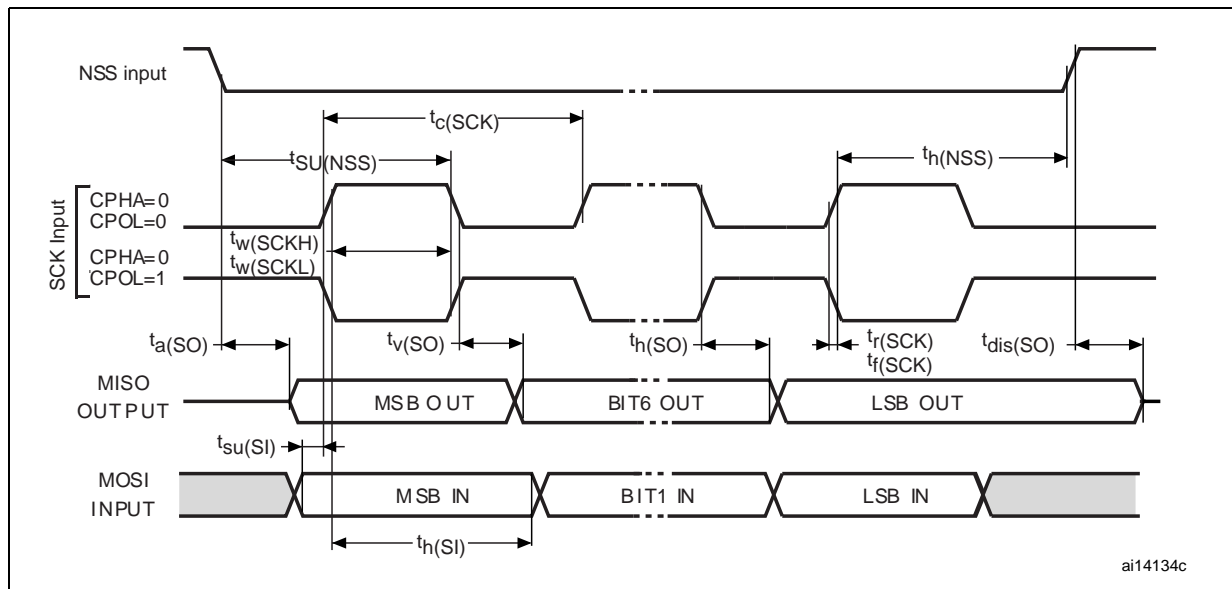 NSS input
tc(SCK)
tSU(NSS)
th(NSS)
SCK Input
CPHA=0
CPOL=0
tw(SCKH)
CPHA=0
tw(SCKL)
CPOL=1
ta(SO)
tv(SO)
th(SO)
tr(SCK)
tf(SCK)
tdis(SO)
MISO
OUTPUT
MSB OUT
BIT6 OUT
LSB OUT
tsu(SI)
MOSI
INPUT
MSB IN
BIT1 IN
LSB IN
th(SI)
ai14134c